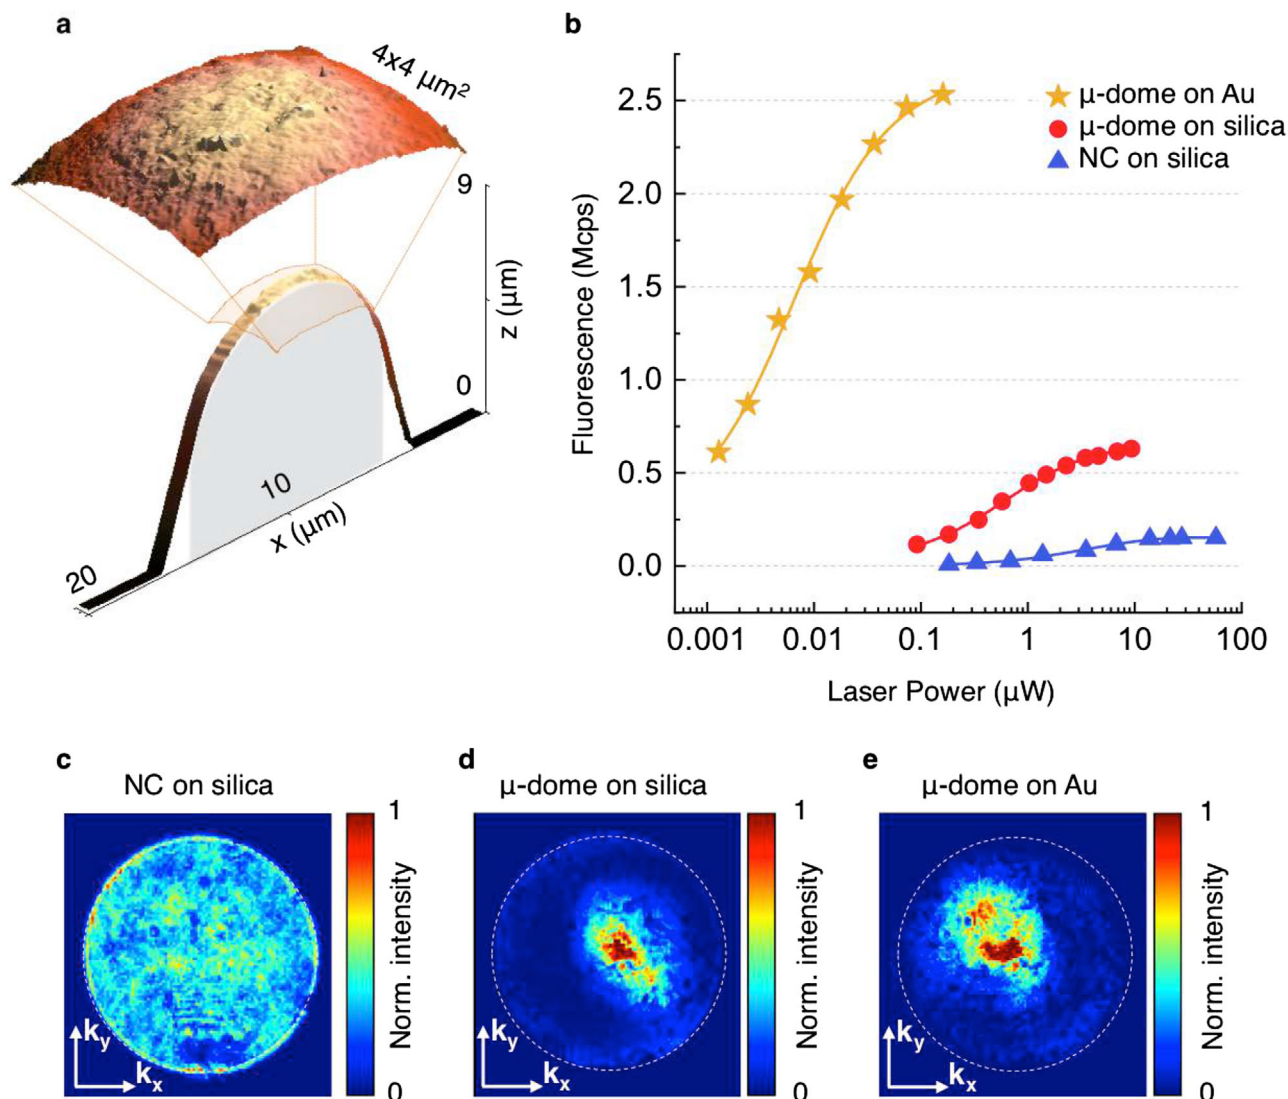 a
4x4 μm²
9
z (μm)
0
10
x (μm)
20
b
Fluorescence (Mcps)
2.5
2.0
1.5
1.0
0.5
0.0
μ-dome on Au
μ-dome on silica
NC on silica
0.001 0.01 0.1 1 10 100
Laser Power (μW)
c
NC on silica
1
Norm. intensity
0
ky
kx
d
μ-dome on silica
1
Norm. intensity
0
ky
kx
e
μ-dome on Au
1
Norm. intensity
0
ky
kx